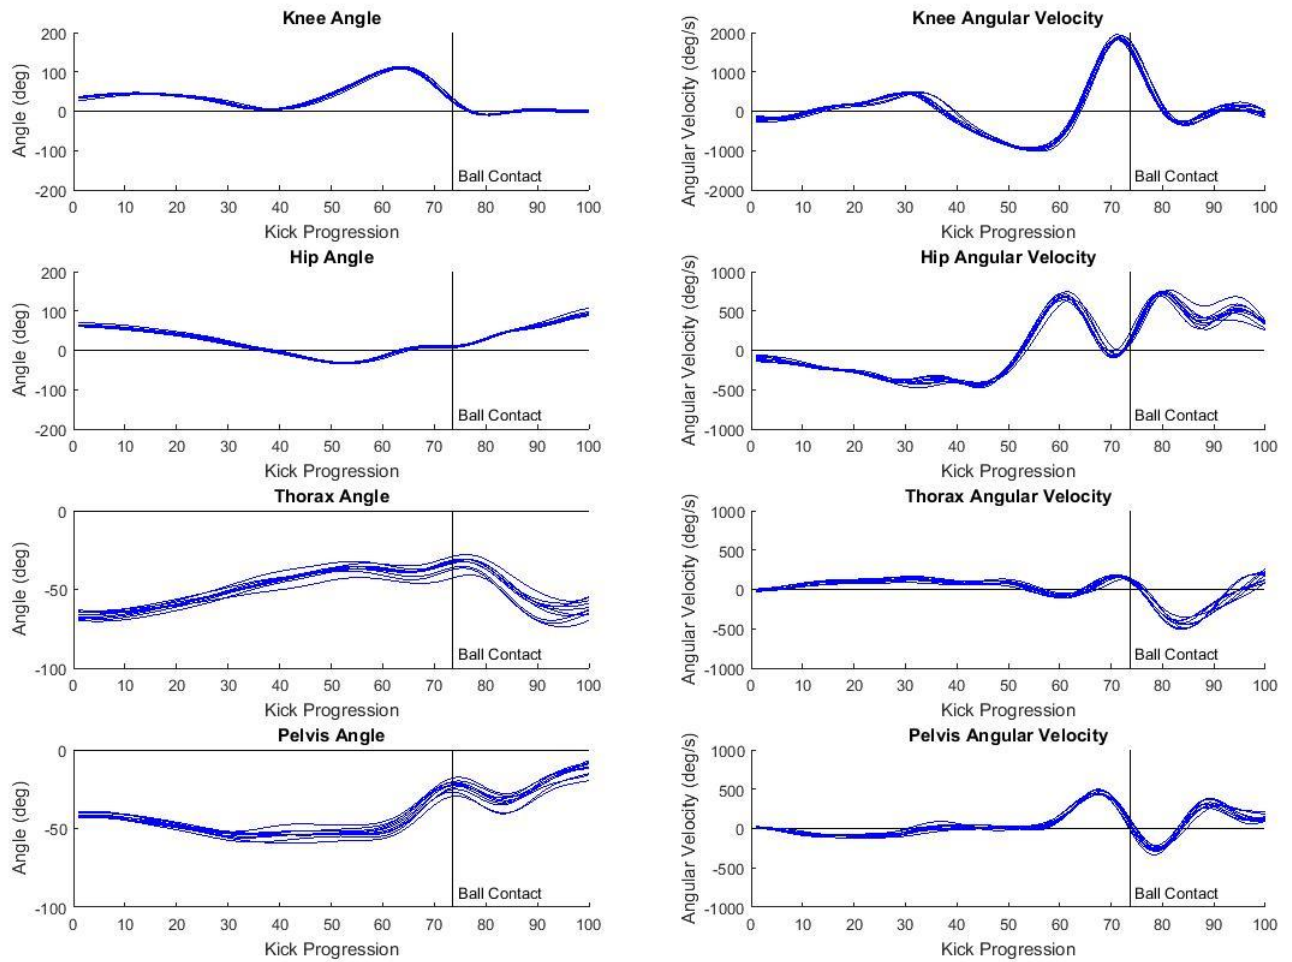 Knee Angle
Angle (deg)
200
100
0
-100
-200
Ball Contact
0 10 20 30 40 50 60 70 80 90 100
Kick Progression
Knee Angular Velocity
Angular Velocity (deg/s)
2000
1000
0
-1000
-2000
Ball Contact
0 10 20 30 40 50 60 70 80 90 100
Kick Progression
Hip Angle
Angle (deg)
200
100
0
-100
-200
Ball Contact
0 10 20 30 40 50 60 70 80 90 100
Kick Progression
Hip Angular Velocity
Angular Velocity (deg/s)
1000
500
0
-500
-1000
Ball Contact
0 10 20 30 40 50 60 70 80 90 100
Kick Progression
Thorax Angle
Angle (deg)
0
-50
-100
Ball Contact
0 10 20 30 40 50 60 70 80 90 100
Kick Progression
Thorax Angular Velocity
Angular Velocity (deg/s)
1000
500
0
-500
-1000
Ball Contact
0 10 20 30 40 50 60 70 80 90 100
Kick Progression
Pelvis Angle
Angle (deg)
0
-50
-100
Ball Contact
0 10 20 30 40 50 60 70 80 90 100
Kick Progression
Pelvis Angular Velocity
Angular Velocity (deg/s)
1000
500
0
-500
-1000
Ball Contact
0 10 20 30 40 50 60 70 80 90 100
Kick Progression